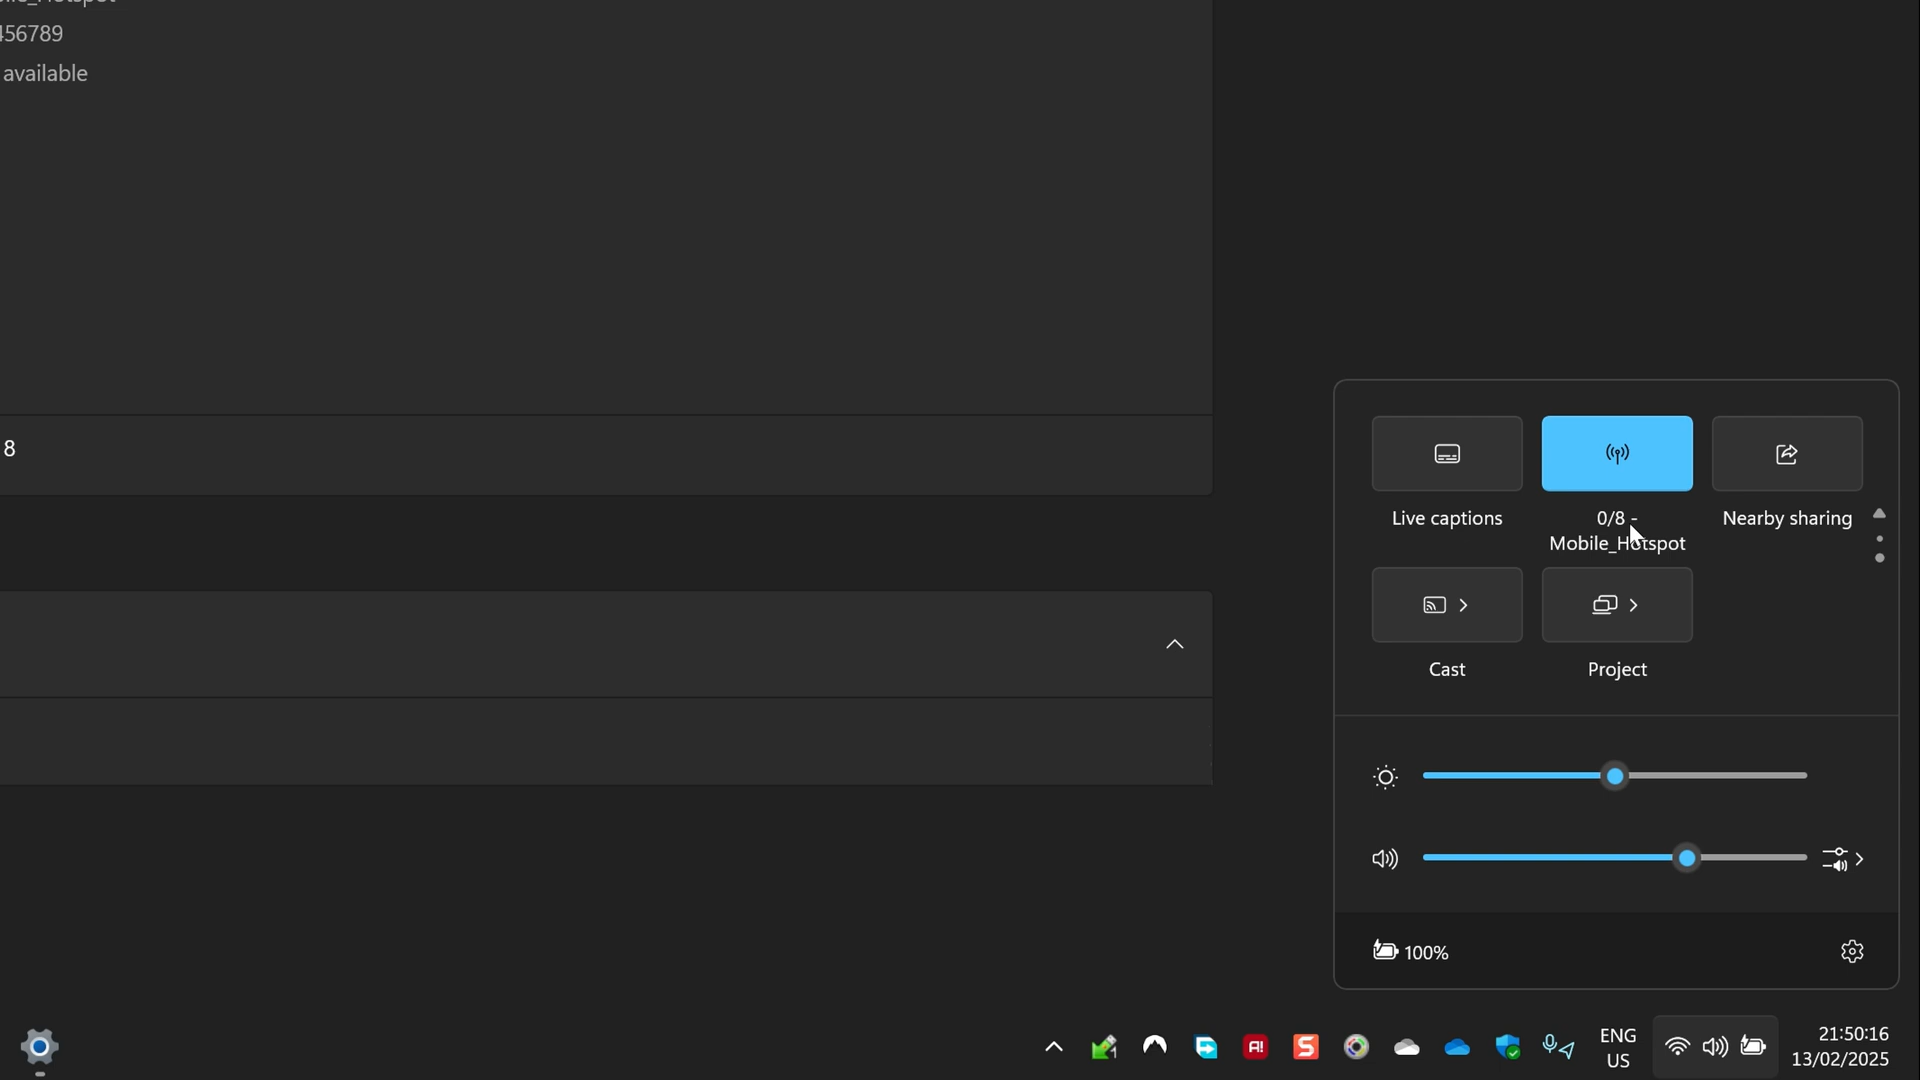 456789
available
8
Live captions
0/8 -
Mobile_Hotspot
Nearby sharing
Cast
Project
100%
ENG
US
21:50:16
13/02/2025